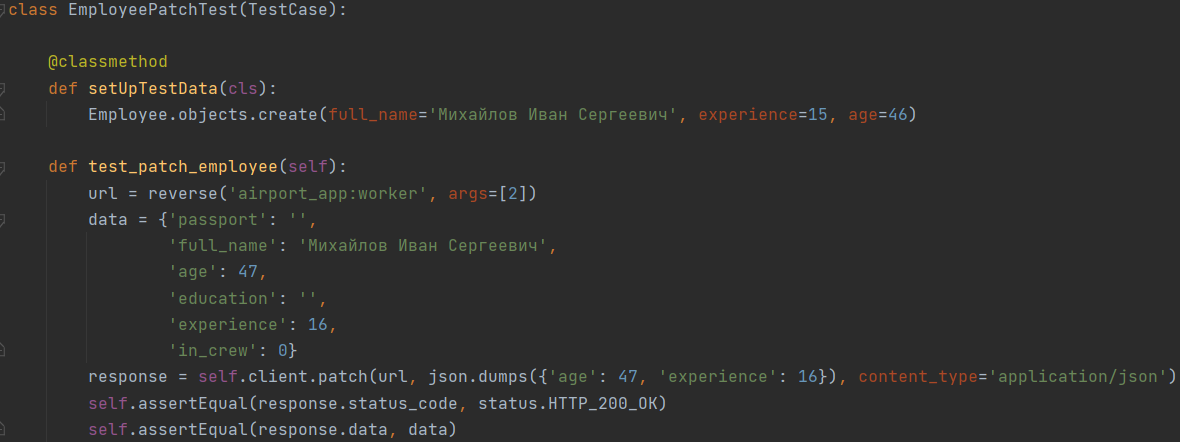 class EmployeePatchTest(TestCase):
@classmethod
def setUpTestData(cls):
Employee.objects.create(full_name='Михайлов Иван Сергеевич', experience=15, age=46)
def test_patch_employee(self):
url = reverse('airport_app:worker', args=[2])
data = {'passport': '',
'full_name': 'Михайлов Иван Сергеевич',
'age': 47,
'education': '',
'experience': 16,
'in_crew': 0}
response = self.client.patch(url, json.dumps({'age': 47, 'experience': 16}), content_type='application/json')
self.assertEqual(response.status_code, status.HTTP_200_OK)
self.assertEqual(response.data, data)